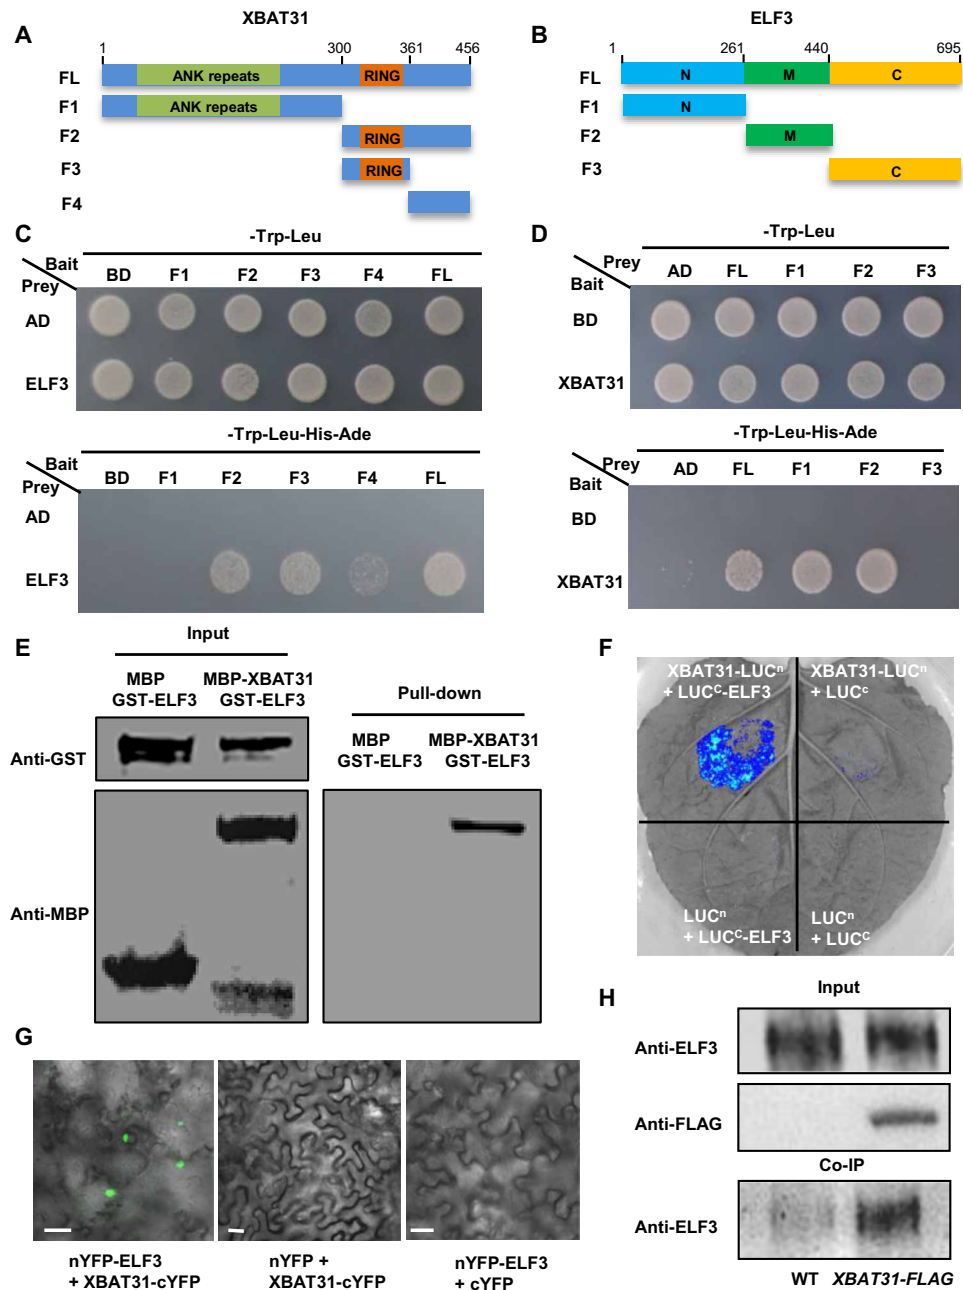 XBAT31
A
1 300 361 456
FL ANK repeats RING
F1 ANK repeats
F2 RING
F3 RING
F4
ELF3
B
1 261 440 695
FL N M C
F1 N
F2 M
F3 C
C
-Trp-Leu
Bait
Prey
BD F1 F2 F3 F4 FL
AD
ELF3
-Trp-Leu-His-Ade
Bait
Prey
BD F1 F2 F3 F4 FL
AD
ELF3
D
-Trp-Leu
Prey
Bait
AD FL F1 F2 F3
BD
XBAT31
-Trp-Leu-His-Ade
Prey
Bait
AD FL F1 F2 F3
BD
XBAT31
E
Input
MBP MBP-XBAT31
GST-ELF3 GST-ELF3
Pull-down
MBP MBP-XBAT31
GST-ELF3 GST-ELF3
Anti-GST
Anti-MBP
F
XBAT31-LUCⁿ
+ LUCᶜ-ELF3
XBAT31-LUCⁿ
+ LUCᶜ
LUCⁿ
+ LUCᶜ-ELF3
LUCⁿ
+ LUCᶜ
G
nYFP-ELF3
+ XBAT31-cYFP
nYFP +
XBAT31-cYFP
nYFP-ELF3
+ cYFP
H
Input
Anti-ELF3
Anti-FLAG
Co-IP
Anti-ELF3
WT XBAT31-FLAG